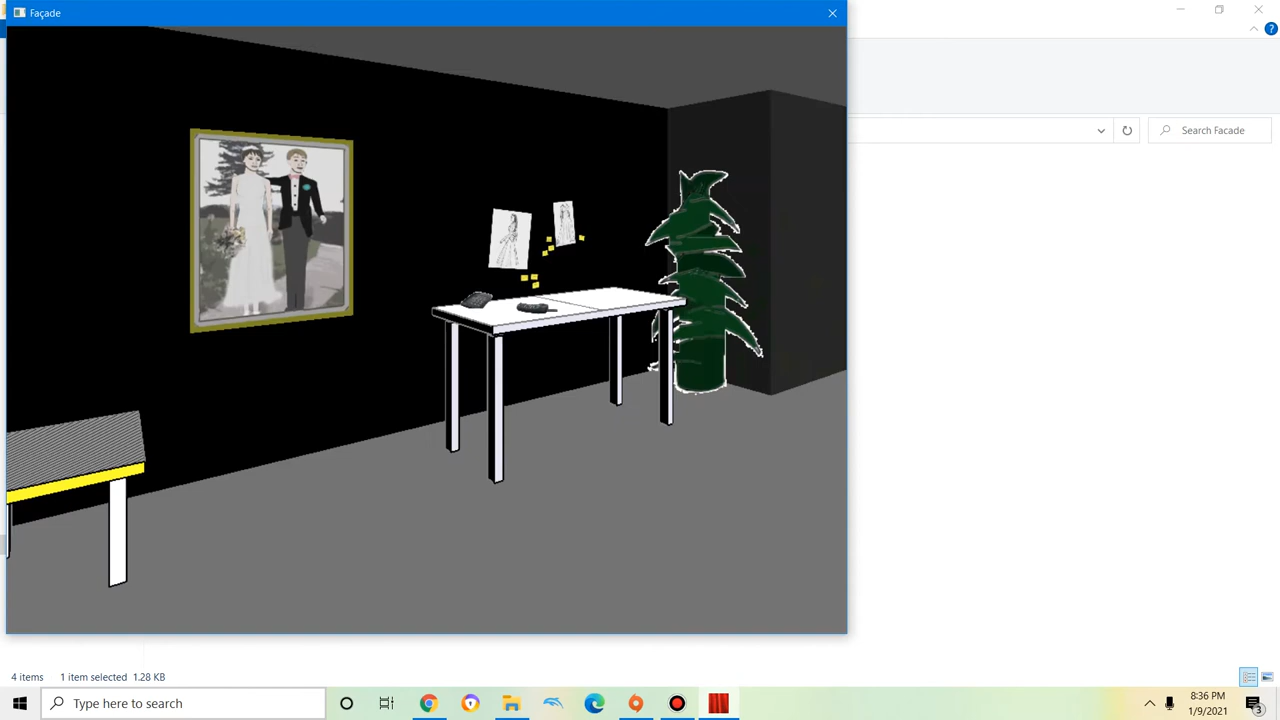 Façade
Search Facade
4 items 1 item selected 1.28 KB
Type here to search
8:36 PM
1/9/2021
3